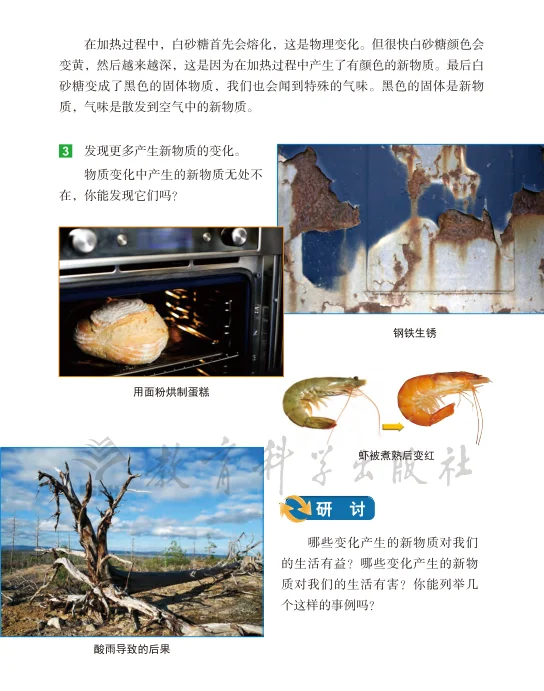 在加热过程中，白砂糖首先会熔化，这是物理变化。但很快白砂糖颜色会
变黄，然后越来越深，这是因为在加热过程中产生了有颜色的新物质。最后白
砂糖变成了黑色的固体物质，我们也会闻到特殊的气味。黑色的固体是新物
质，气味是散发到空气中的新物质。
3 发现更多产生新物质的变化。
物质变化中产生的新物质无处不
在，你能发现它们吗？
钢铁生锈
用面粉烘制蛋糕
虾被煮熟后变红
教育科学出版社
研 讨
哪些变化产生的新物质对我们
的生活有益？哪些变化产生的新物
质对我们的生活有害？你能列举几
个这样的事例吗？
酸雨导致的后果